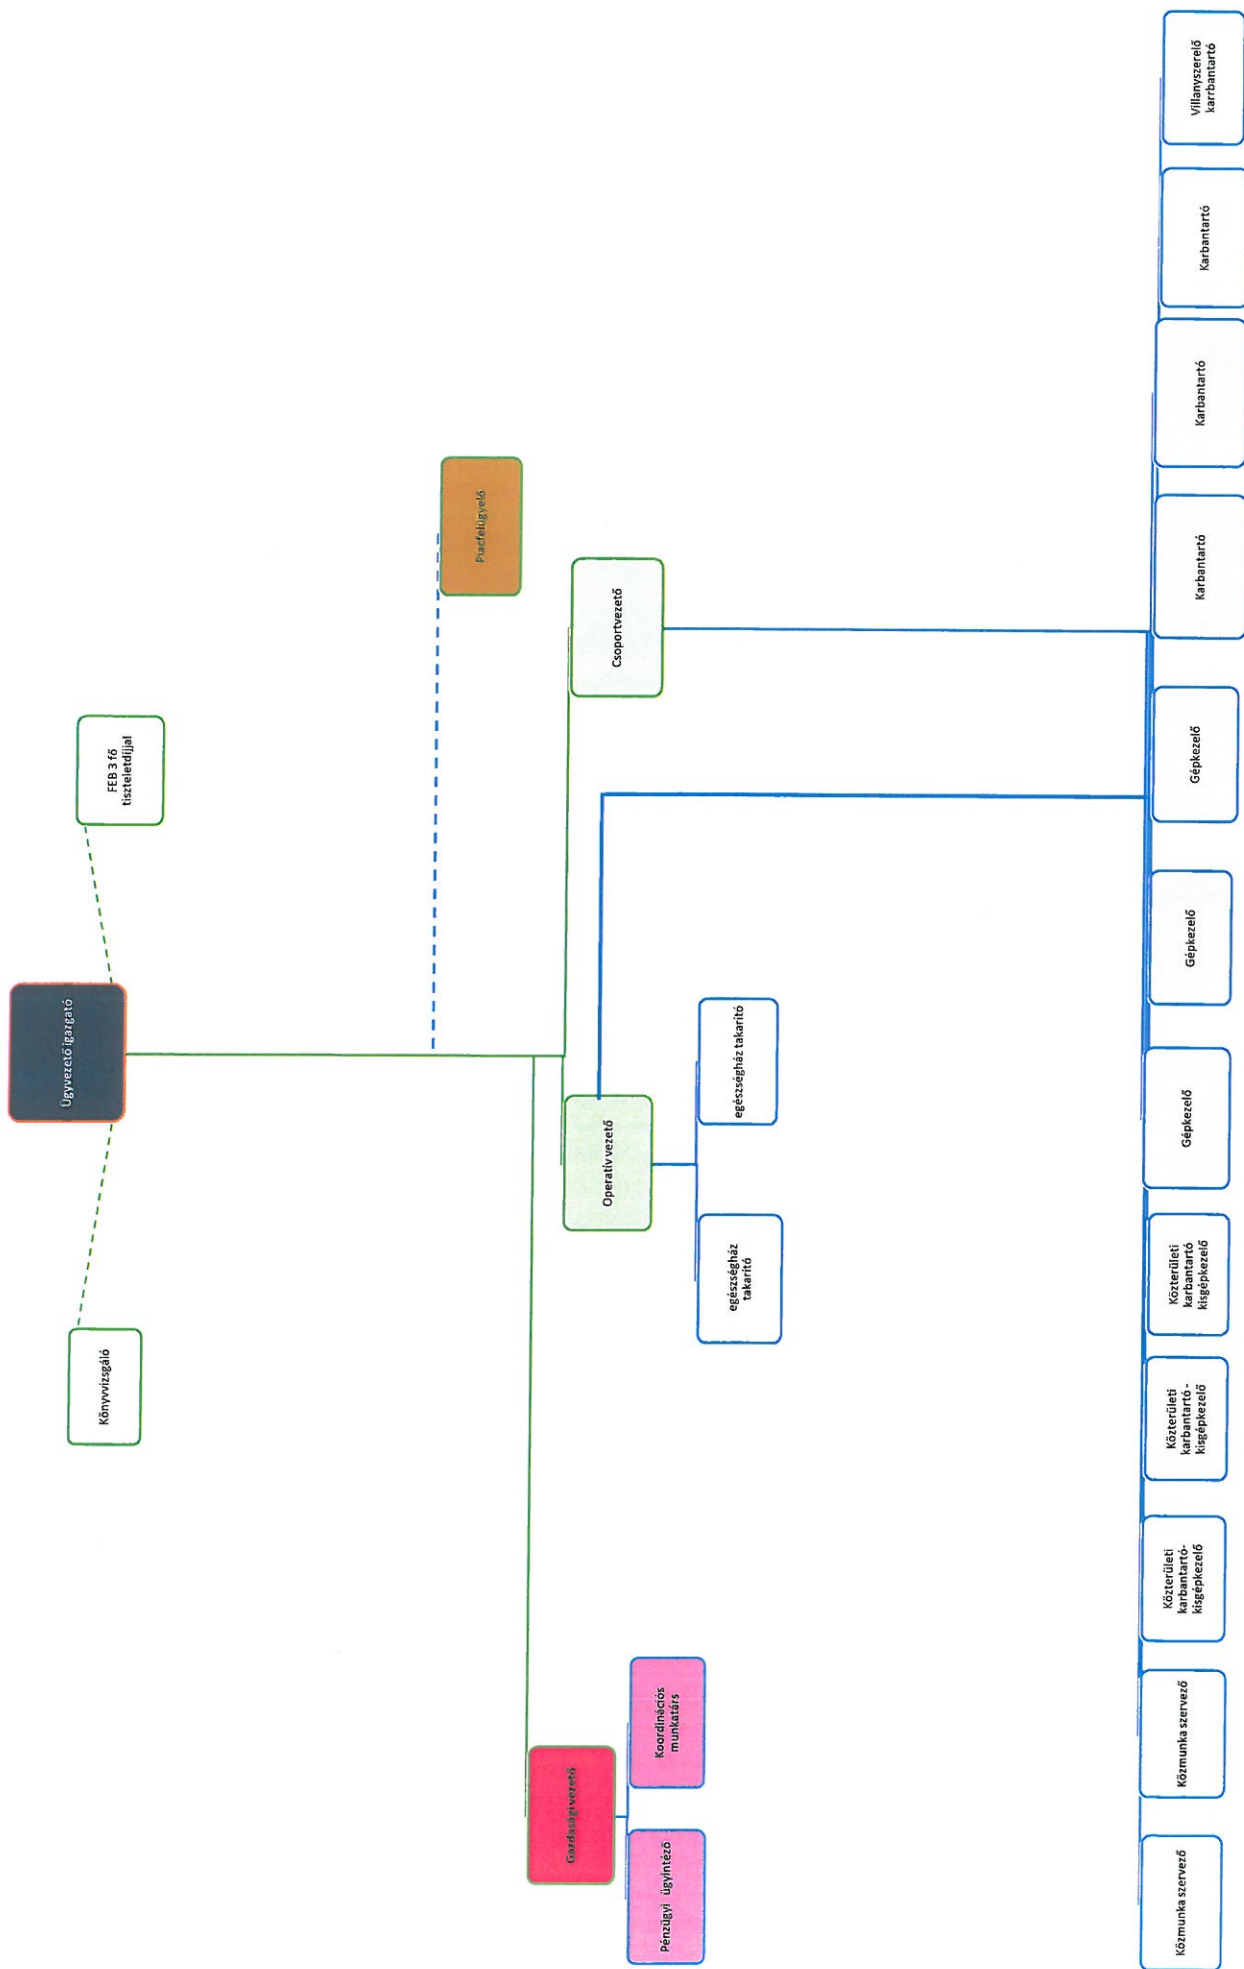 Ügyvezető igazgató
Könyvvizsgáló
FEB 3 fő
tiszteletdíjjal
Piacfelügyelő
Gazdasági vezető
Operatív vezető
Csoportvezető
Pénzügyi ügyintéző
Koordinációs
munkatárs
egészségház
takarító
egészségház takarító
Közmunka szervező
Közmunka szervező
Közterületi
karbantartó-
kisgépkezelő
Közterületi
karbantartó -
kisgépkezelő
Közterületi
karbantartó
kisgépkezelő
Gépkezelő
Gépkezelő
Gépkezelő
Karbantartó
Karbantartó
Karbantartó
Villanyszerelő
karrbantartó